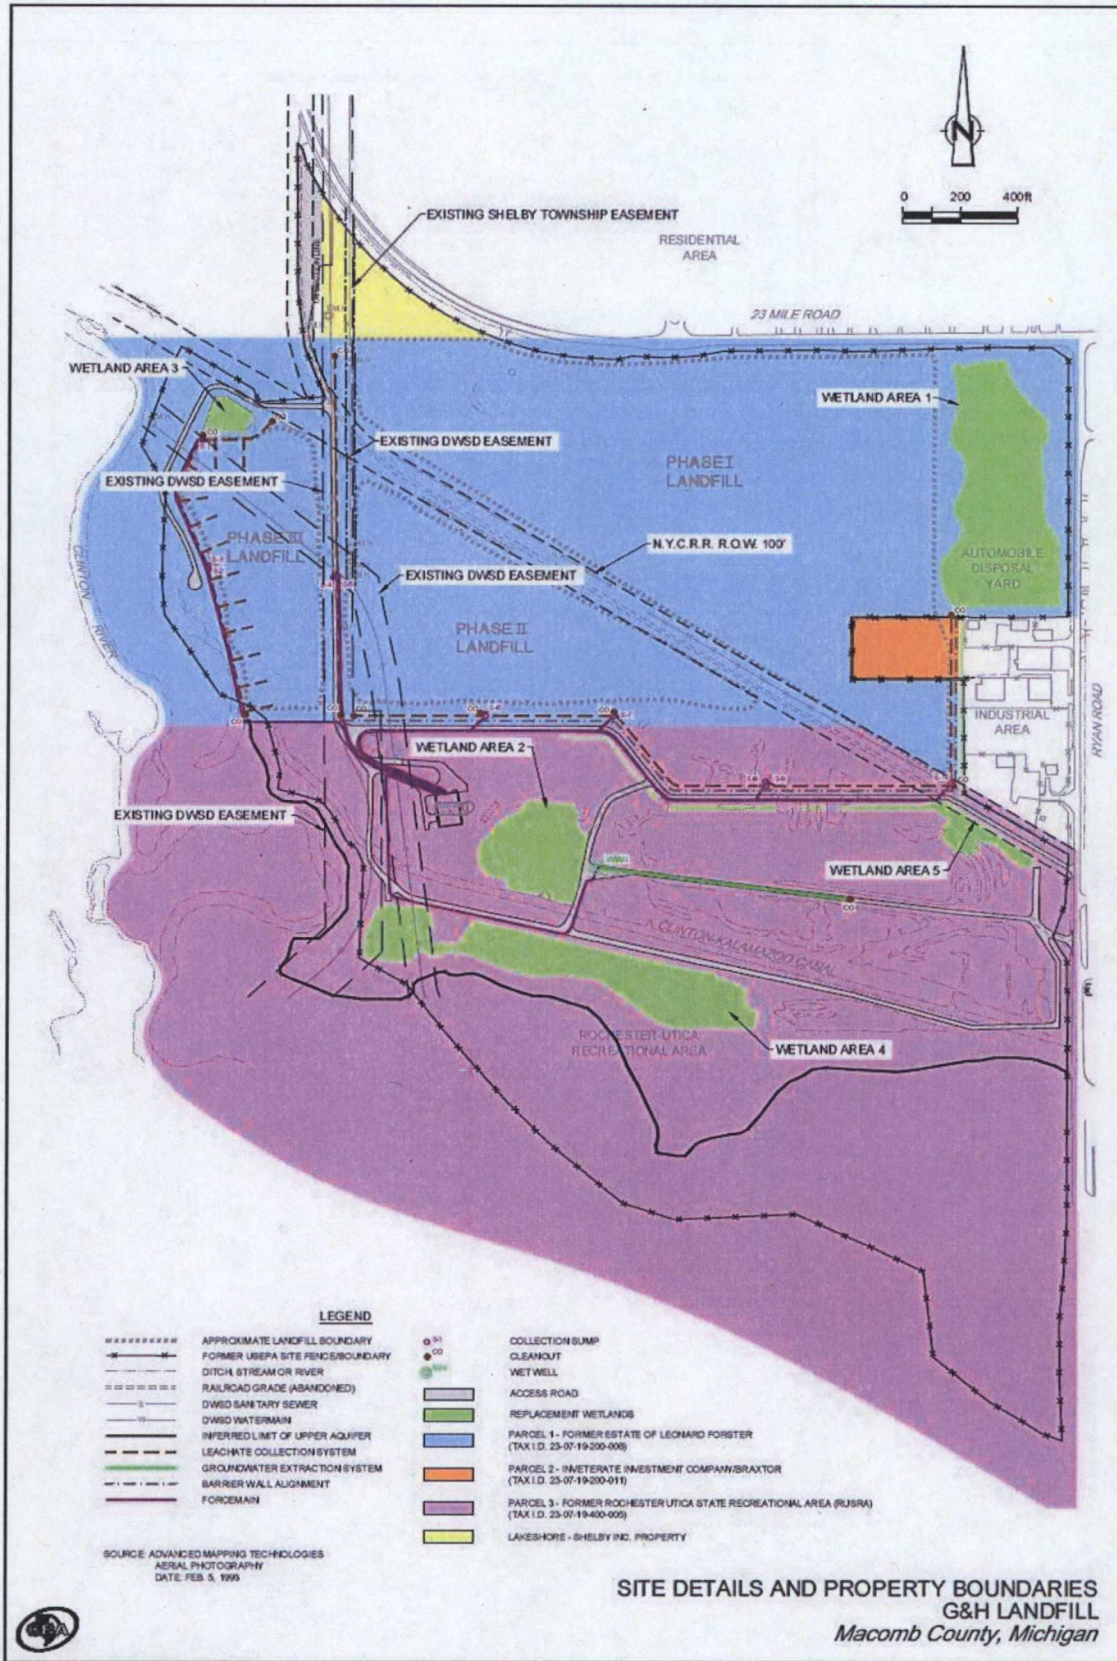 N
0 200 400ft
EXISTING SHELBY TOWNSHIP EASEMENT
RESIDENTIAL
AREA
23 MILE ROAD
WETLAND AREA 3
WETLAND AREA 1
EXISTING DWSD EASEMENT
PHASE I
LANDFILL
EXISTING DWSD EASEMENT
PHASE III
LANDFILL
N.Y.C.R.R. R.O.W. 100'
AUTOMOBILE
DISPOSAL
YARD
EXISTING DWSD EASEMENT
CLINTON RIVER
PHASE II
LANDFILL
INDUSTRIAL
AREA
RYAN ROAD
WETLAND AREA 2
EXISTING DWSD EASEMENT
WETLAND AREA 5
CO
CLINTON-KALAMAZOO CANAL
ROCHESTER-UTICA
RECREATIONAL AREA
WETLAND AREA 4
LEGEND
APPROXIMATE LANDFILL BOUNDARY
FORMER USEPA SITE FENCE/BOUNDARY
DITCH, STREAM OR RIVER
RAILROAD GRADE (ABANDONED)
S DWSD SANITARY SEWER
W DWSD WATERMAIN
INFERRED LIMIT OF UPPER AQUIFER
LEACHATE COLLECTION SYSTEM
GROUNDWATER EXTRACTION SYSTEM
BARRIER WALL ALIGNMENT
FORCEMAIN
S-1 COLLECTION SUMP
CO CLEANOUT
WET WELL
ACCESS ROAD
REPLACEMENT WETLANDS
PARCEL 1 - FORMER ESTATE OF LEONARD FORSTER
(TAX I.D. 23-07-19-200-008)
PARCEL 2 - INVETERATE INVESTMENT COMPANY/BRAXTOR
(TAX I.D. 23-07-19-200-011)
PARCEL 3 - FORMER ROCHESTER UTICA STATE RECREATIONAL AREA (RUSRA)
(TAX I.D. 23-07-19-400-005)
LAKESHORE - SHELBY INC. PROPERTY
SOURCE: ADVANCED MAPPING TECHNOLOGIES
AERIAL PHOTOGRAPHY
DATE: FEB. 5, 1993
SITE DETAILS AND PROPERTY BOUNDARIES
G&H LANDFILL
Macomb County, Michigan